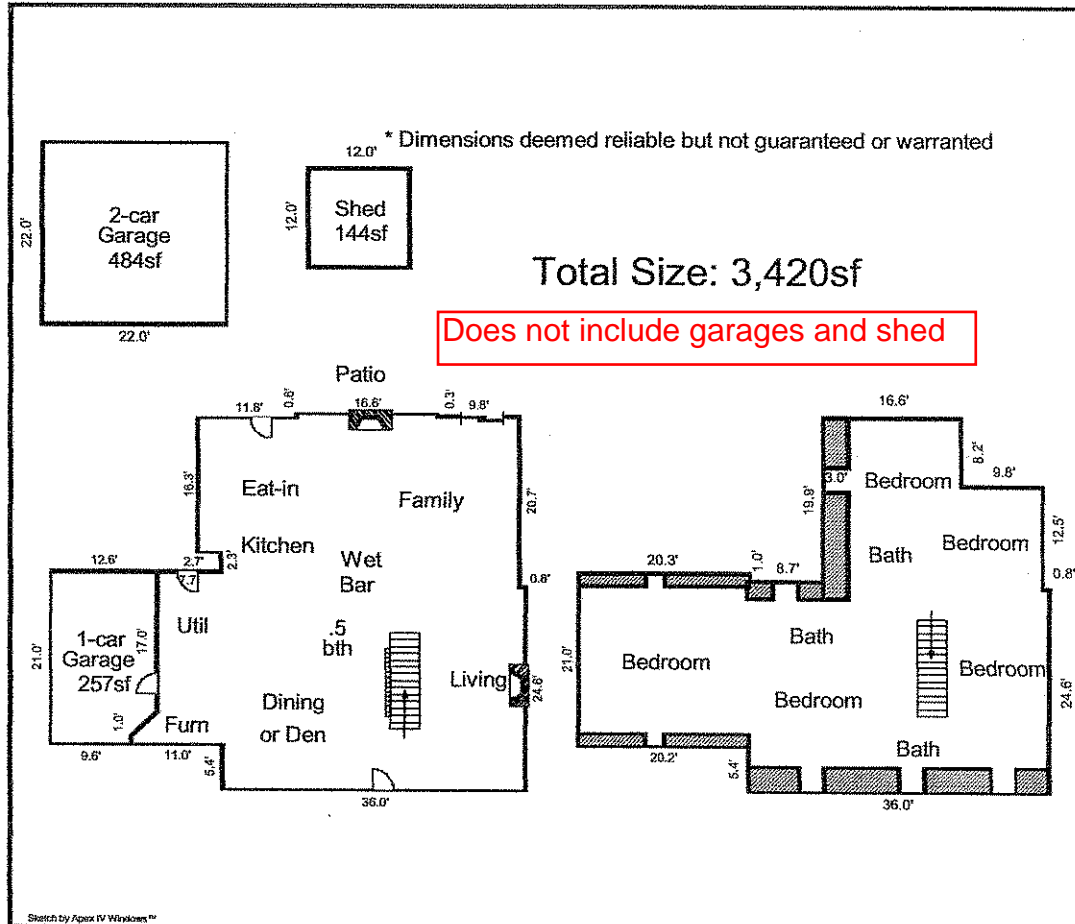 * Dimensions deemed reliable but not guaranteed or warranted
22.0'
2-car
Garage
484sf
22.0'
12.0'
12.0'
Shed
144sf
Total Size: 3,420sf
Does not include garages and shed
Patio
11.8'
0.6'
16.6'
0.3'
9.8'
16.3'
Eat-in
Kitchen
Family
20.7'
Wet
Bar
2.3'
12.6'
2.7'
7.7
0.8'
21.0'
1-car
Garage
257sf
17.0'
1.0'
Util
Furn
.5
bth
Dining
or Den
Living
24.6'
9.6'
11.0'
5.4'
36.0'
16.6'
8.2'
9.8'
3.0'
19.9'
Bedroom
Bath
Bedroom
12.5'
0.8'
20.3'
1.0'
8.7'
21.0'
Bedroom
Bath
Bedroom
Bedroom
24.6'
Bath
20.2'
5.4'
36.0'
Sketch by Apex IV Windows™